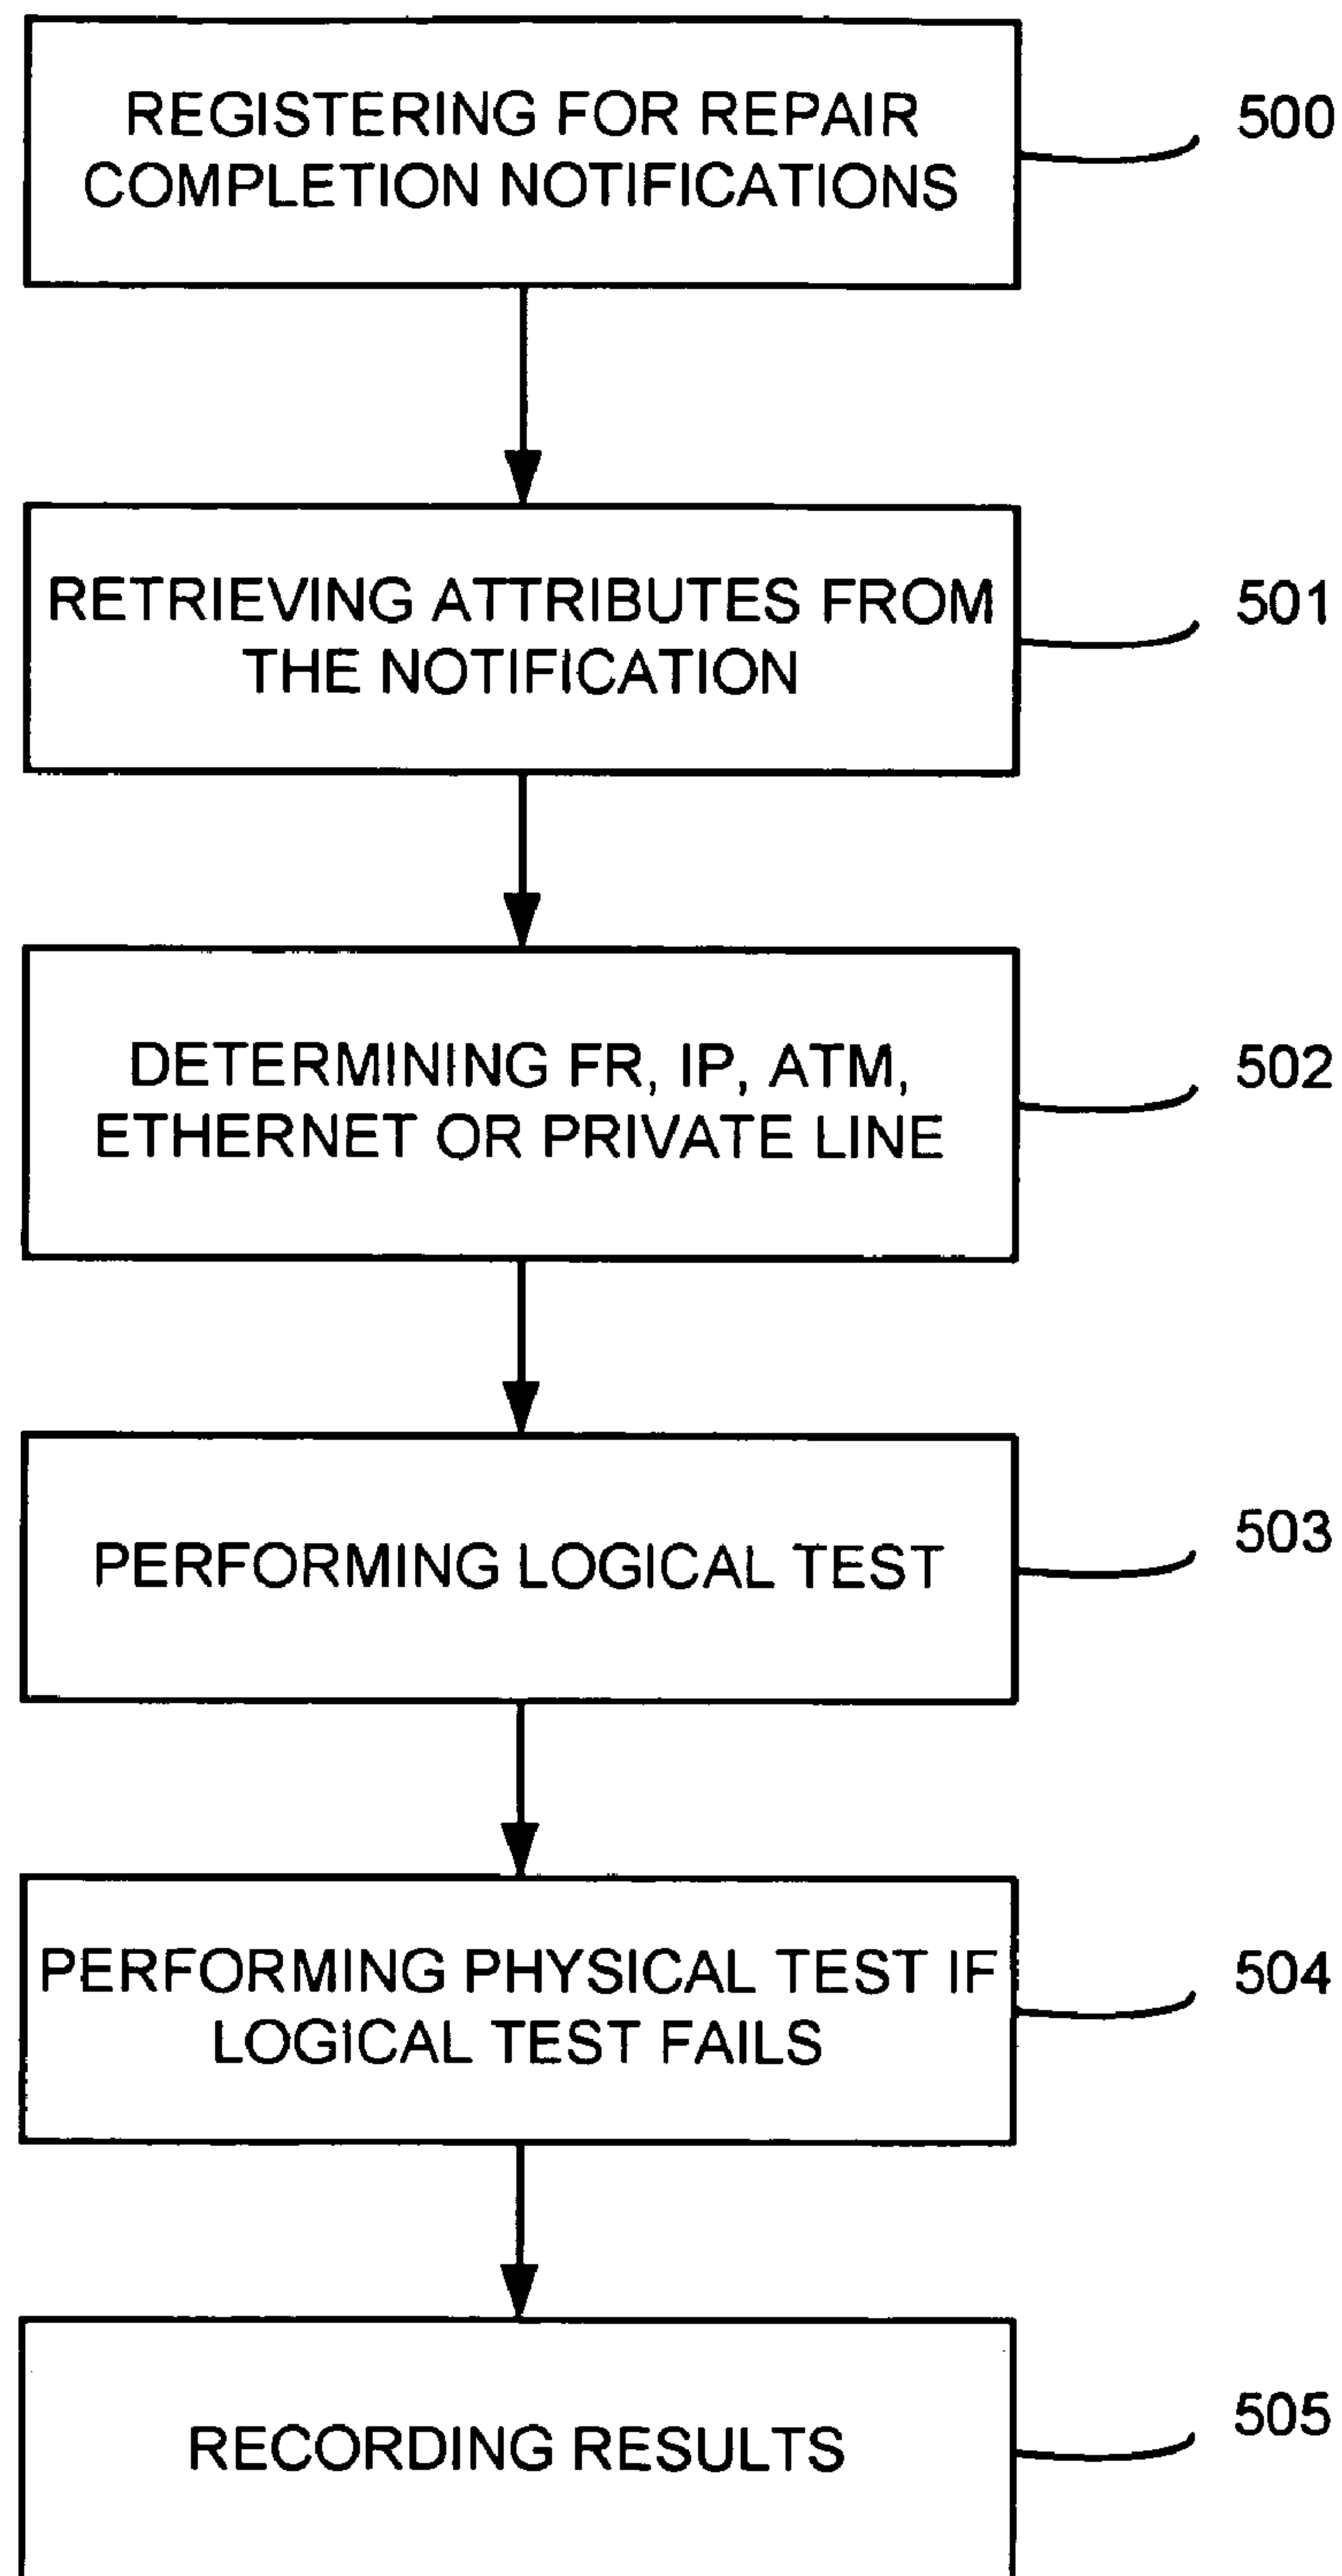 REGISTERING FOR REPAIR
COMPLETION NOTIFICATIONS
500
RETRIEVING ATTRIBUTES FROM
THE NOTIFICATION
501
DETERMINING FR, IP, ATM,
ETHERNET OR PRIVATE LINE
502
PERFORMING LOGICAL TEST
503
PERFORMING PHYSICAL TEST IF
LOGICAL TEST FAILS
504
RECORDING RESULTS
505